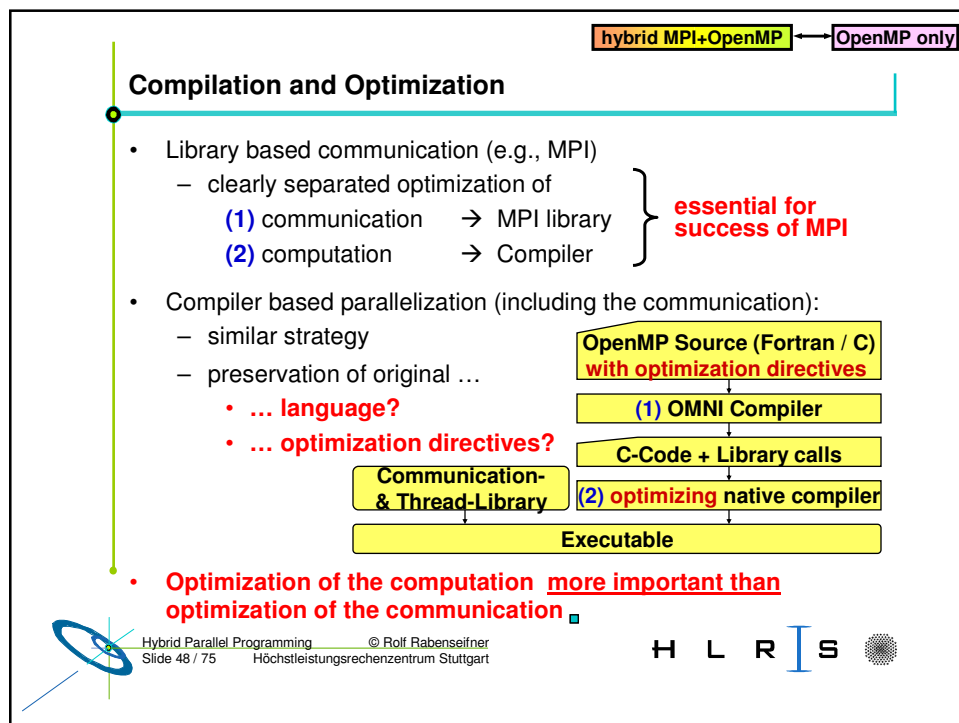 hybrid MPI+OpenMP
OpenMP only
Compilation and Optimization
• Library based communication (e.g., MPI)
– clearly separated optimization of
(1) communication → MPI library
(2) computation → Compiler
essential for
success of MPI
• Compiler based parallelization (including the communication):
– similar strategy
– preservation of original …
• … language?
• … optimization directives?
OpenMP Source (Fortran / C)
with optimization directives
(1) OMNI Compiler
C-Code + Library calls
Communication-
& Thread-Library
(2) optimizing native compiler
Executable
• Optimization of the computation more important than
optimization of the communication
Hybrid Parallel Programming © Rolf Rabenseifner
Slide 48 / 75 Höchstleistungsrechenzentrum Stuttgart
H L R I S